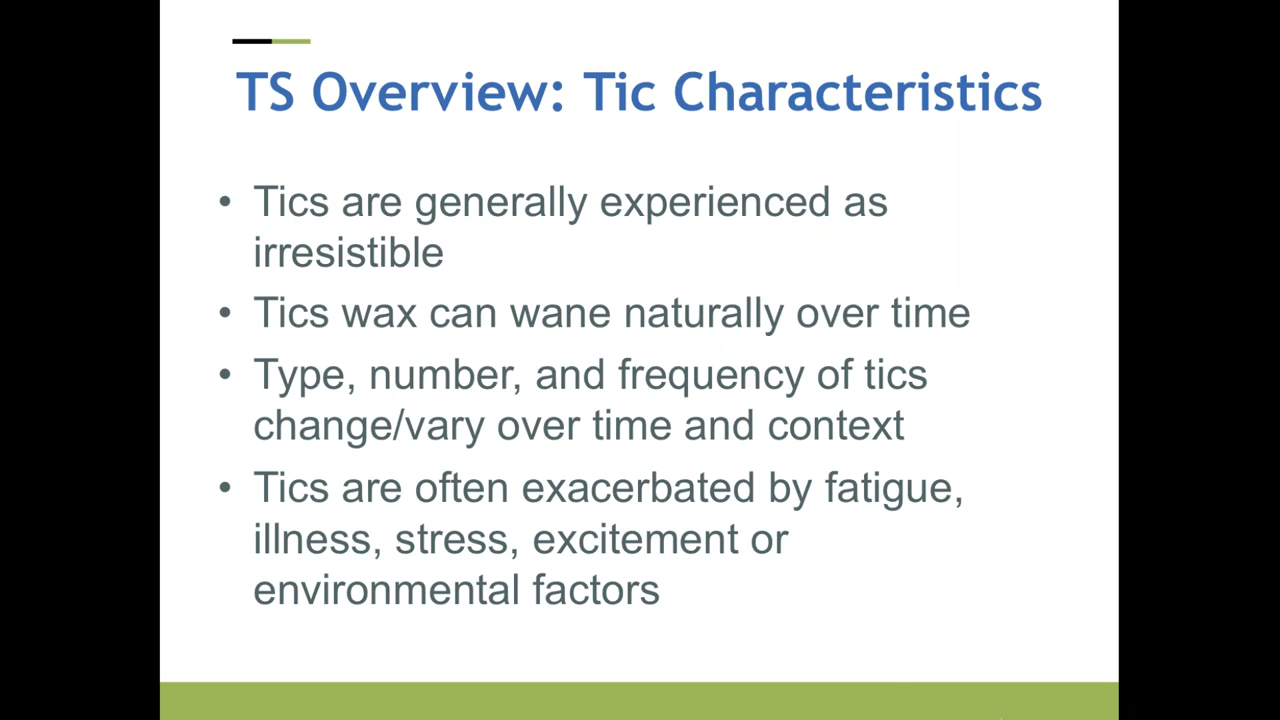 TS Overview: Tic Characteristics
• Tics are generally experienced as
irresistible
• Tics wax can wane naturally over time
• Type, number, and frequency of tics
change/vary over time and context
• Tics are often exacerbated by fatigue,
illness, stress, excitement or
environmental factors